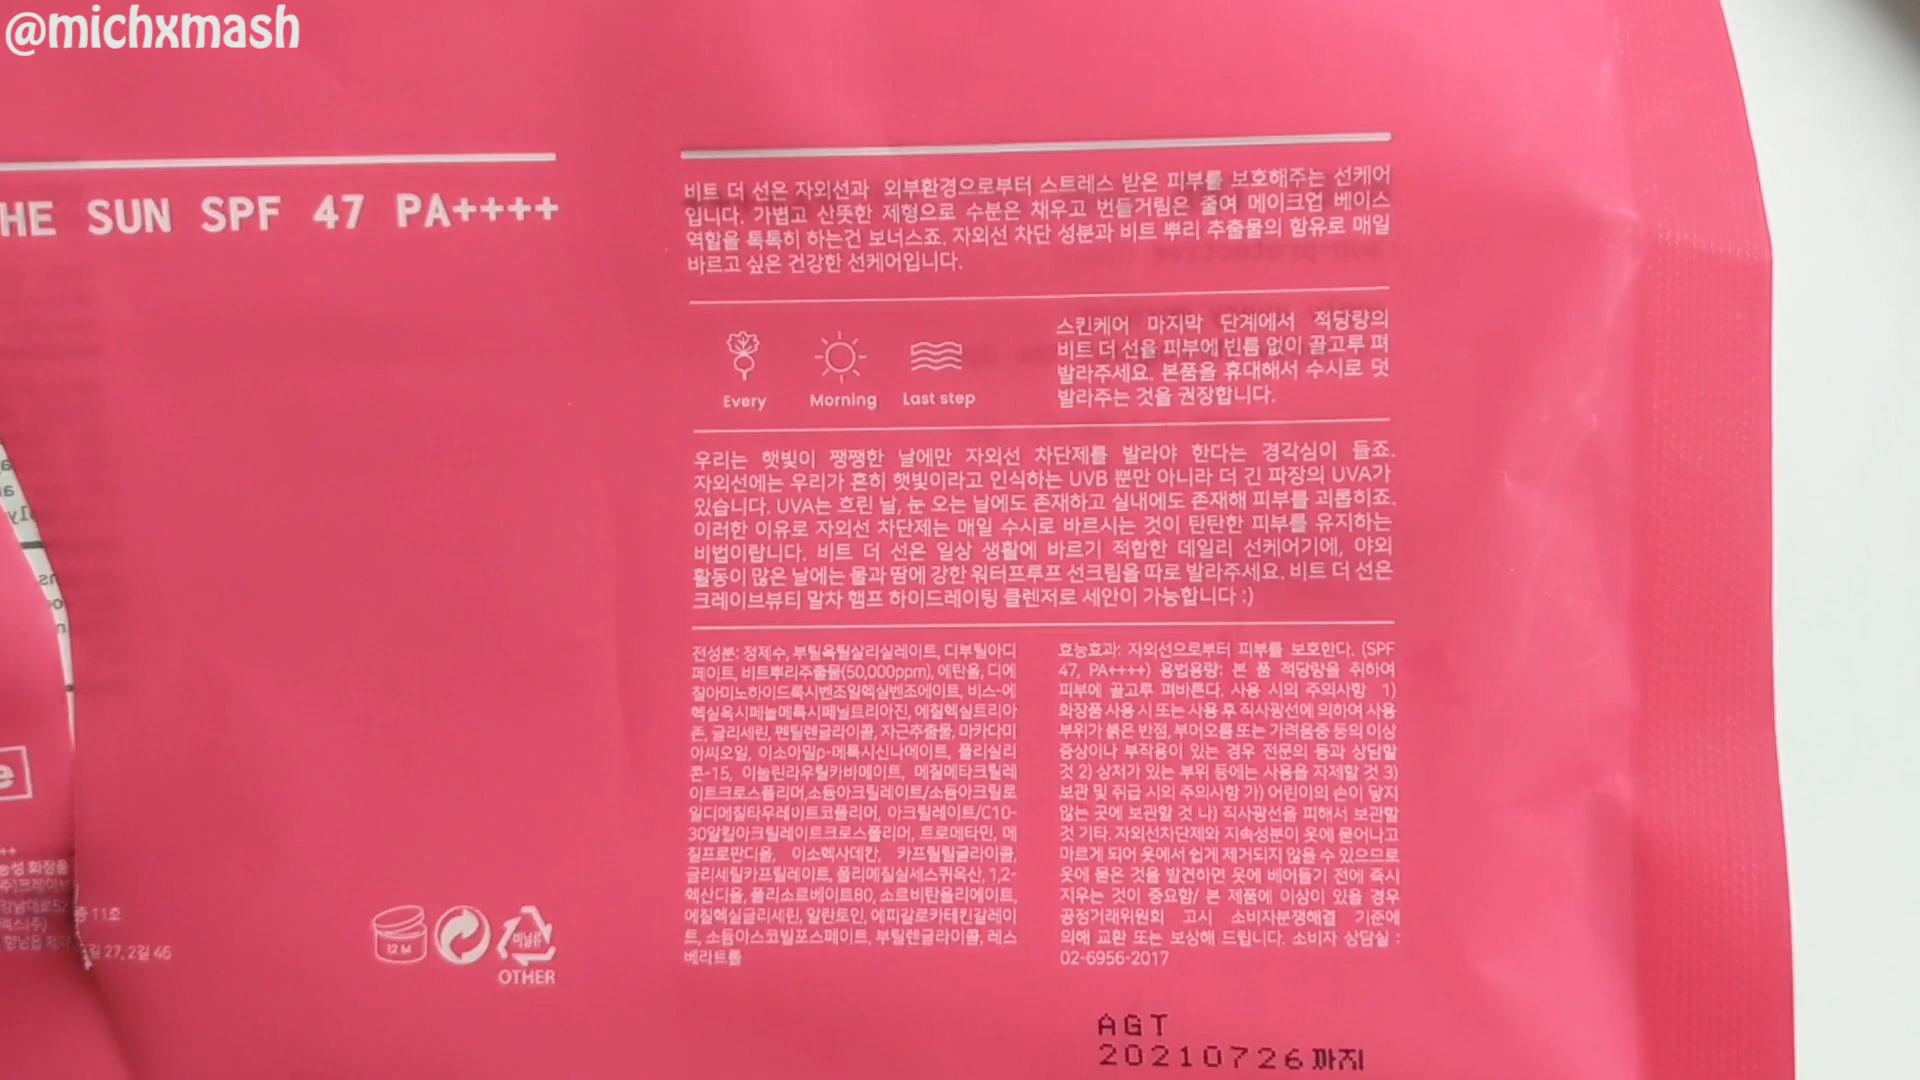 @michxmash
HE SUN SPF 47 PA++++
비트 더 선은 자외선과 외부환경으로부터 스트레스 받은 피부를 보호해주는 선케어
입니다. 가볍고 산뜻한 제형으로 수분은 채우고 번들거림은 줄여 메이크업 베이스
역할을 톡톡히 하는건 보너스죠. 자외선 차단 성분과 비트 뿌리 추출물의 함유로 매일
바르고 싶은 건강한 선케어입니다.
Every
Morning
Last step
스킨케어 마지막 단계에서 적당량의
비트 더 선을 피부에 빈틈 없이 골고루 펴
발라주세요. 본품을 휴대해서 수시로 덧
발라주는 것을 권장합니다.
우리는 햇빛이 쨍쨍한 날에만 자외선 차단제를 발라야 한다는 경각심이 들죠.
자외선에는 우리가 흔히 햇빛이라고 인식하는 UVB 뿐만 아니라 더 긴 파장의 UVA가
있습니다. UVA는 흐린 날, 눈 오는 날에도 존재하고 실내에도 존재해 피부를 괴롭히죠.
이러한 이유로 자외선 차단제는 매일 수시로 바르시는 것이 탄탄한 피부를 유지하는
비법이랍니다. 비트 더 선은 일상 생활에 바르기 적합한 데일리 선케어기에, 야외
활동이 많은 날에는 물과 땀에 강한 워터프루프 선크림을 따로 발라주세요. 비트 더 선은
크레이브뷰티 말차 햄프 하이드레이팅 클렌저로 세안이 가능합니다 :)
전성분: 정제수, 부틸옥틸살리실레이트, 디부틸아디
페이트, 비트뿌리추출물(50,000ppm), 에탄올, 디에
칠아미노하이드록시벤조일헥실벤조에이트, 비스-에
헥실옥시페놀메톡시페닐트리아진, 에칠헥실트리아
존, 글리세린, 펜틸렌글라이콜, 자근추출물, 마카다미
아씨오일, 이소아밀p-메톡시신나메이트, 폴리실리
콘-15, 이눌린라우릴카바메이트, 메칠메타크릴레
이트크로스폴리머,소듐아크릴레이트/소듐아크릴로
일디메칠타우레이트코폴리머, 아크릴레이트/C10-
30알킬아크릴레이트크로스폴리머, 트로메타민, 메
칠프로판디올, 이소헥사데칸, 카프릴릴글라이콜,
글리세릴카프릴레이트, 폴리메칠실세스퀴옥산, 1,2-
헥산디올, 폴리소르베이트80, 소르비탄올리에이트,
에칠헥실글리세린, 알란토인, 에피갈로카테킨갈레이
트, 소듐아스코빌포스페이트, 부틸렌글라이콜, 레스
베라트롤
효능효과: 자외선으로부터 피부를 보호한다. (SPF
47, PA++++) 용법용량: 본 품 적당량을 취하여
피부에 골고루 펴바른다. 사용 시의 주의사항 1)
화장품 사용 시 또는 사용 후 직사광선에 의하여 사용
부위가 붉은 반점, 부어오름 또는 가려움증 등의 이상
증상이나 부작용이 있는 경우 전문의 등과 상담할
것 2) 상처가 있는 부위 등에는 사용을 자제할 것 3)
보관 및 취급 시의 주의사항 가) 어린이의 손이 닿지
않는 곳에 보관할 것 나) 직사광선을 피해서 보관할
것 기타. 자외선차단제와 지속성분이 옷에 묻어나고
마르게 되어 옷에서 쉽게 제거되지 않을 수 있으므로
옷에 묻은 것을 발견하면 옷에 베어들기 전에 즉시
지우는 것이 중요함/ 본 제품에 이상이 있을 경우
공정거래위원회 고시 소비자분쟁해결 기준에
의해 교환 또는 보상해 드립니다. 소비자 상담실 :
02-6956-2017
e
++
능성 화장품
주)프레이브
강남대로52 층 11호
길 27, 2길 46
12 M
비닐류
OTHER
AGT
20210726까지